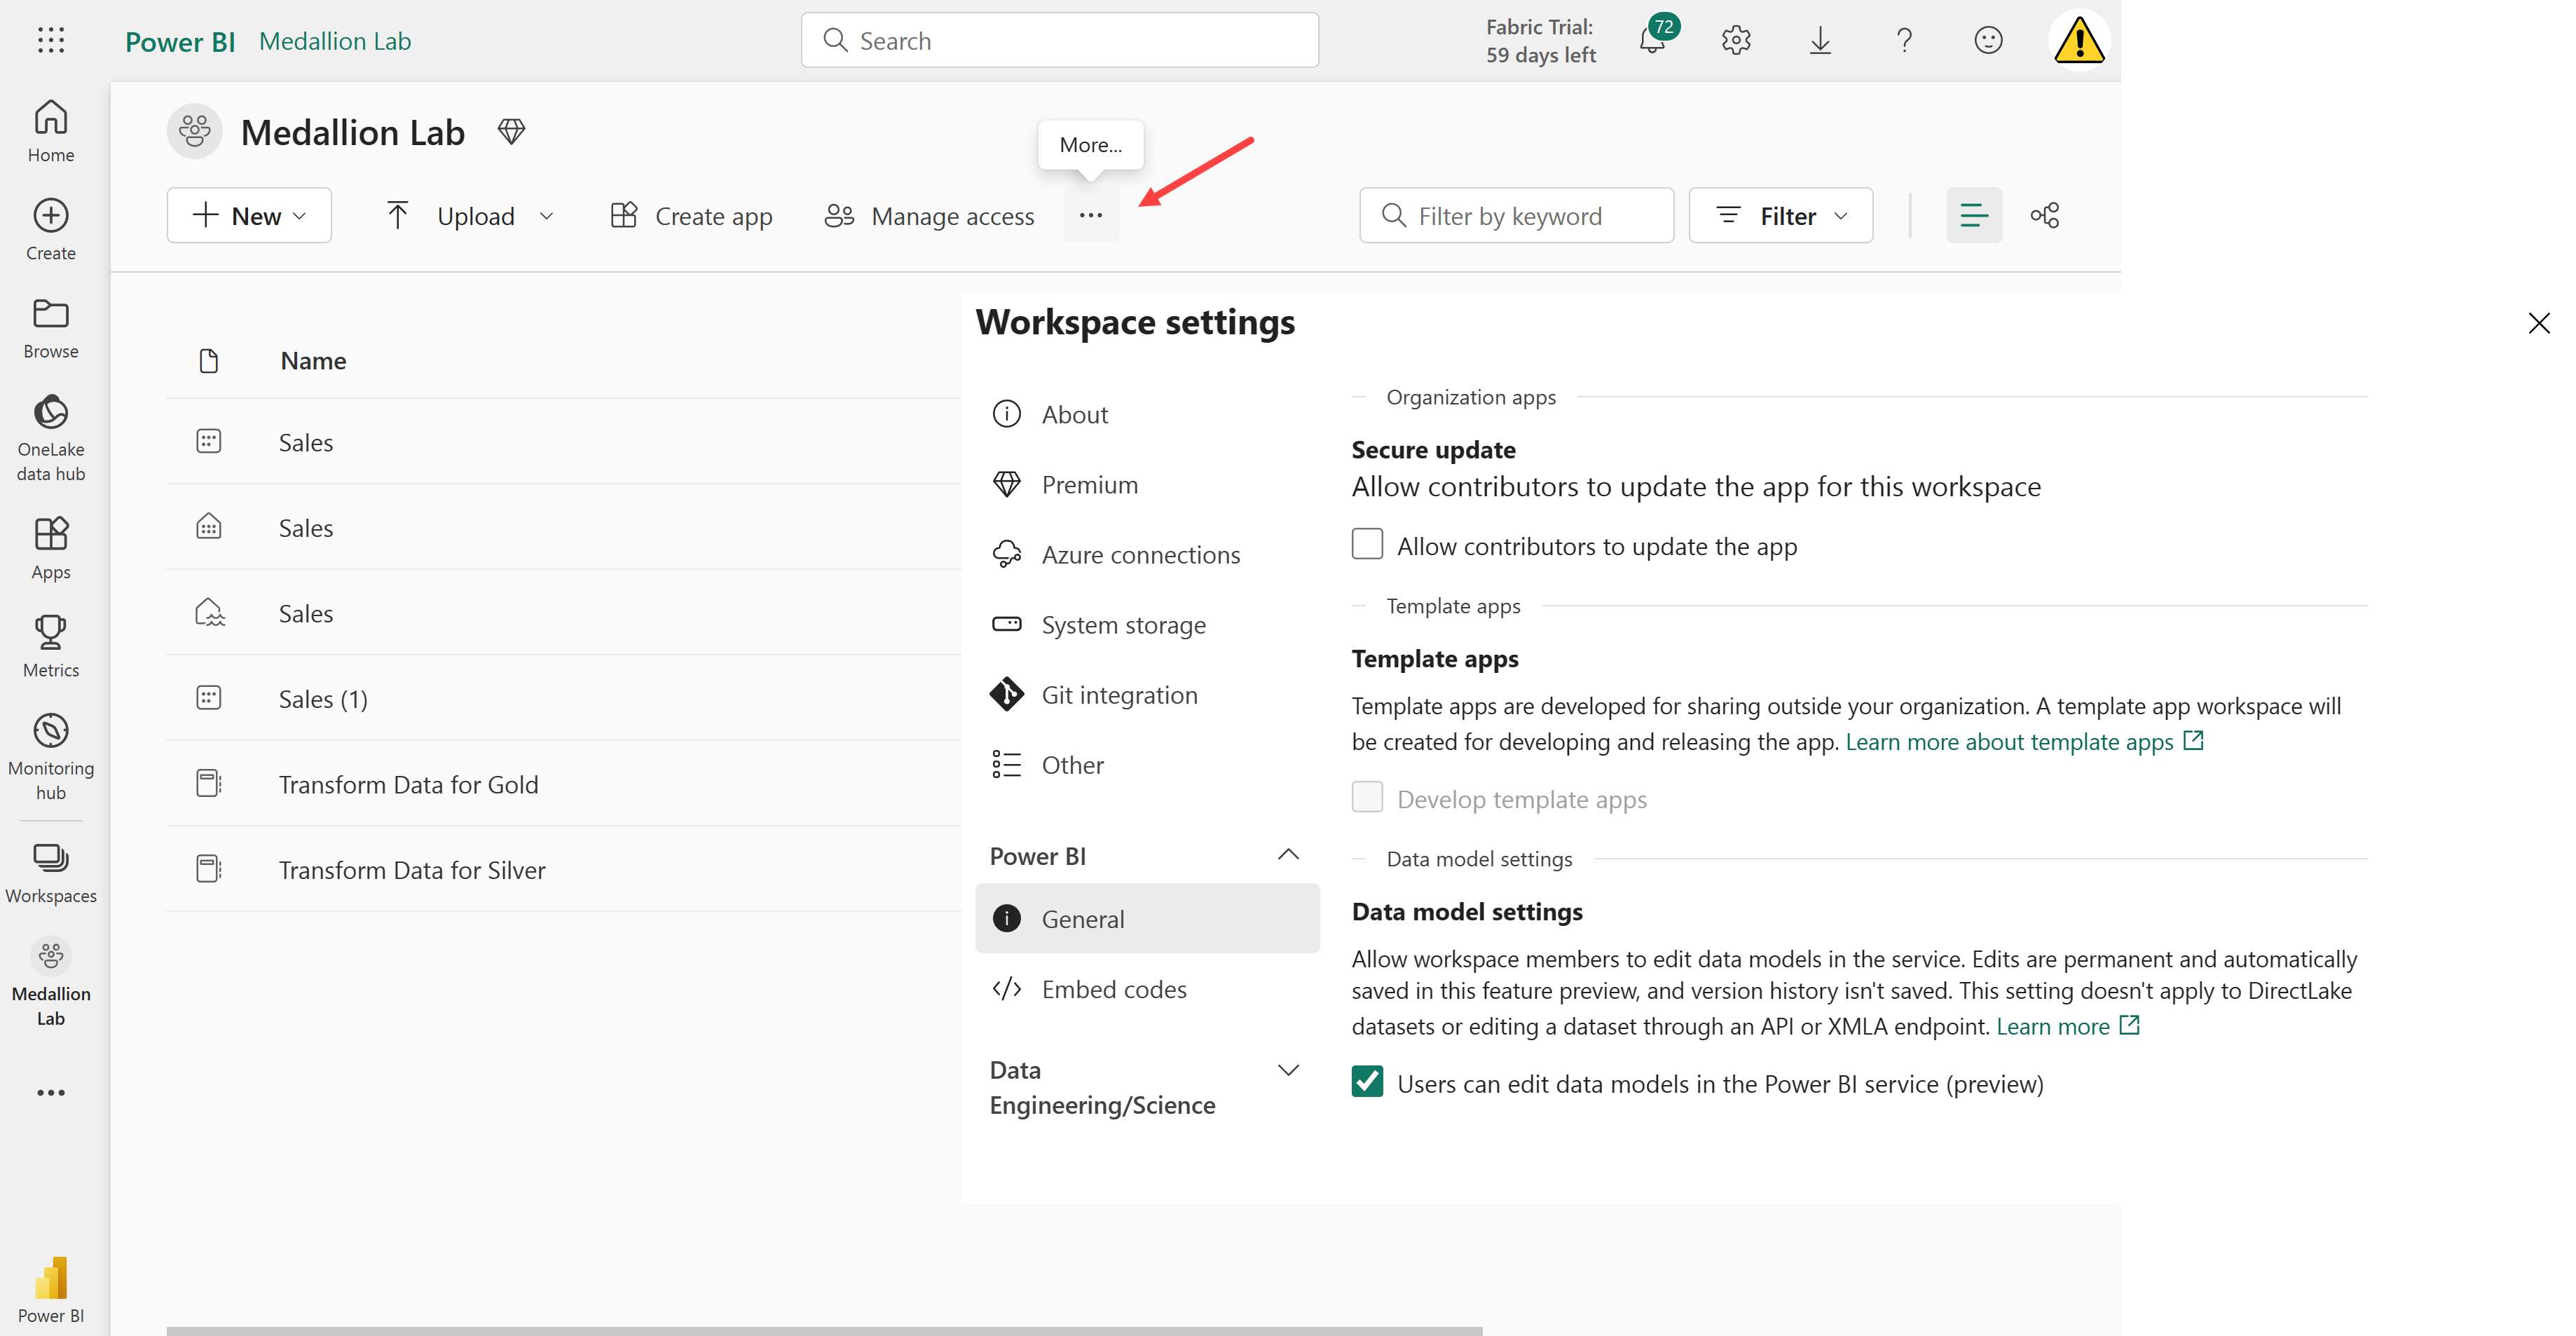 Power BI Medallion Lab
Search
Fabric Trial:
59 days left
72
Home
Create
Browse
OneLake
data hub
Apps
Metrics
Monitoring
hub
Workspaces
Medallion
Lab
Power BI
Medallion Lab
More...
New
Upload
Create app
Manage access
Filter by keyword
Filter
Name
Sales
Sales
Sales
Sales (1)
Transform Data for Gold
Transform Data for Silver
Workspace settings
About
Premium
Azure connections
System storage
Git integration
Other
Power BI
General
Embed codes
Data
Engineering/Science
Organization apps
Secure update
Allow contributors to update the app for this workspace
Allow contributors to update the app
Template apps
Template apps
Template apps are developed for sharing outside your organization. A template app workspace will
be created for developing and releasing the app. Learn more about template apps
Develop template apps
Data model settings
Data model settings
Allow workspace members to edit data models in the service. Edits are permanent and automatically
saved in this feature preview, and version history isn't saved. This setting doesn't apply to DirectLake
datasets or editing a dataset through an API or XMLA endpoint. Learn more
Users can edit data models in the Power BI service (preview)